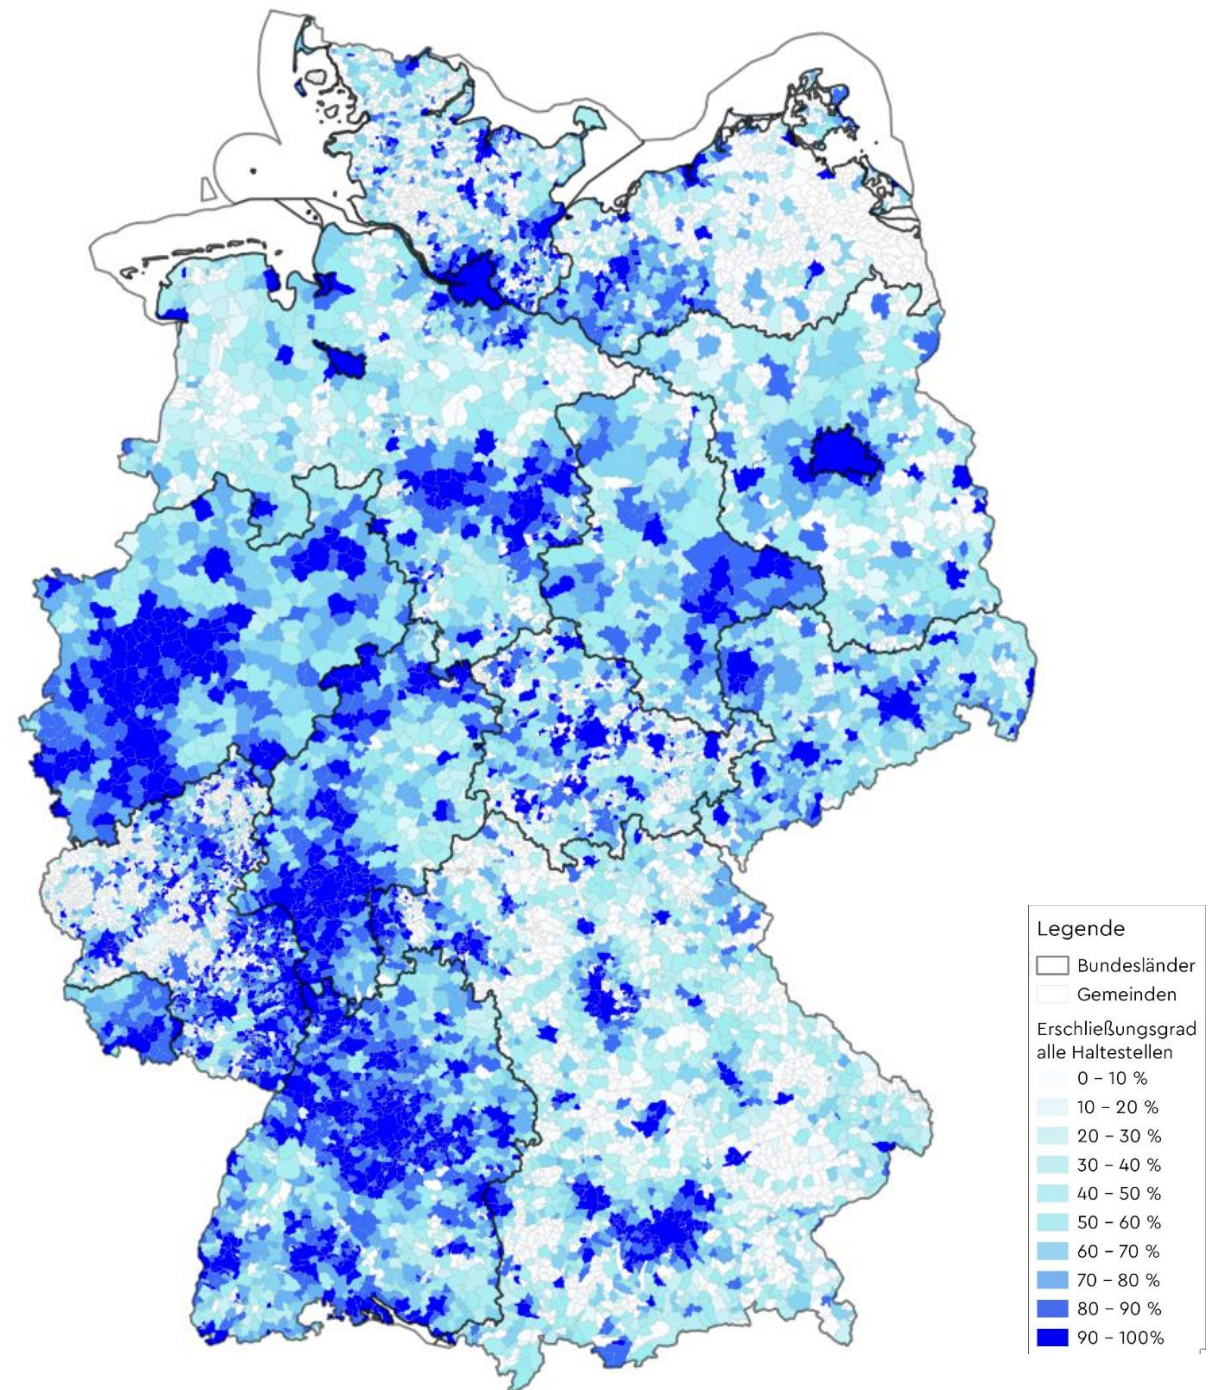 Legende
Bundesländer
Gemeinden
Erschließungsgrad
alle Haltestellen
0 – 10 %
10 – 20 %
20 – 30 %
30 – 40 %
40 – 50 %
50 – 60 %
60 – 70 %
70 – 80 %
80 – 90 %
90 – 100%